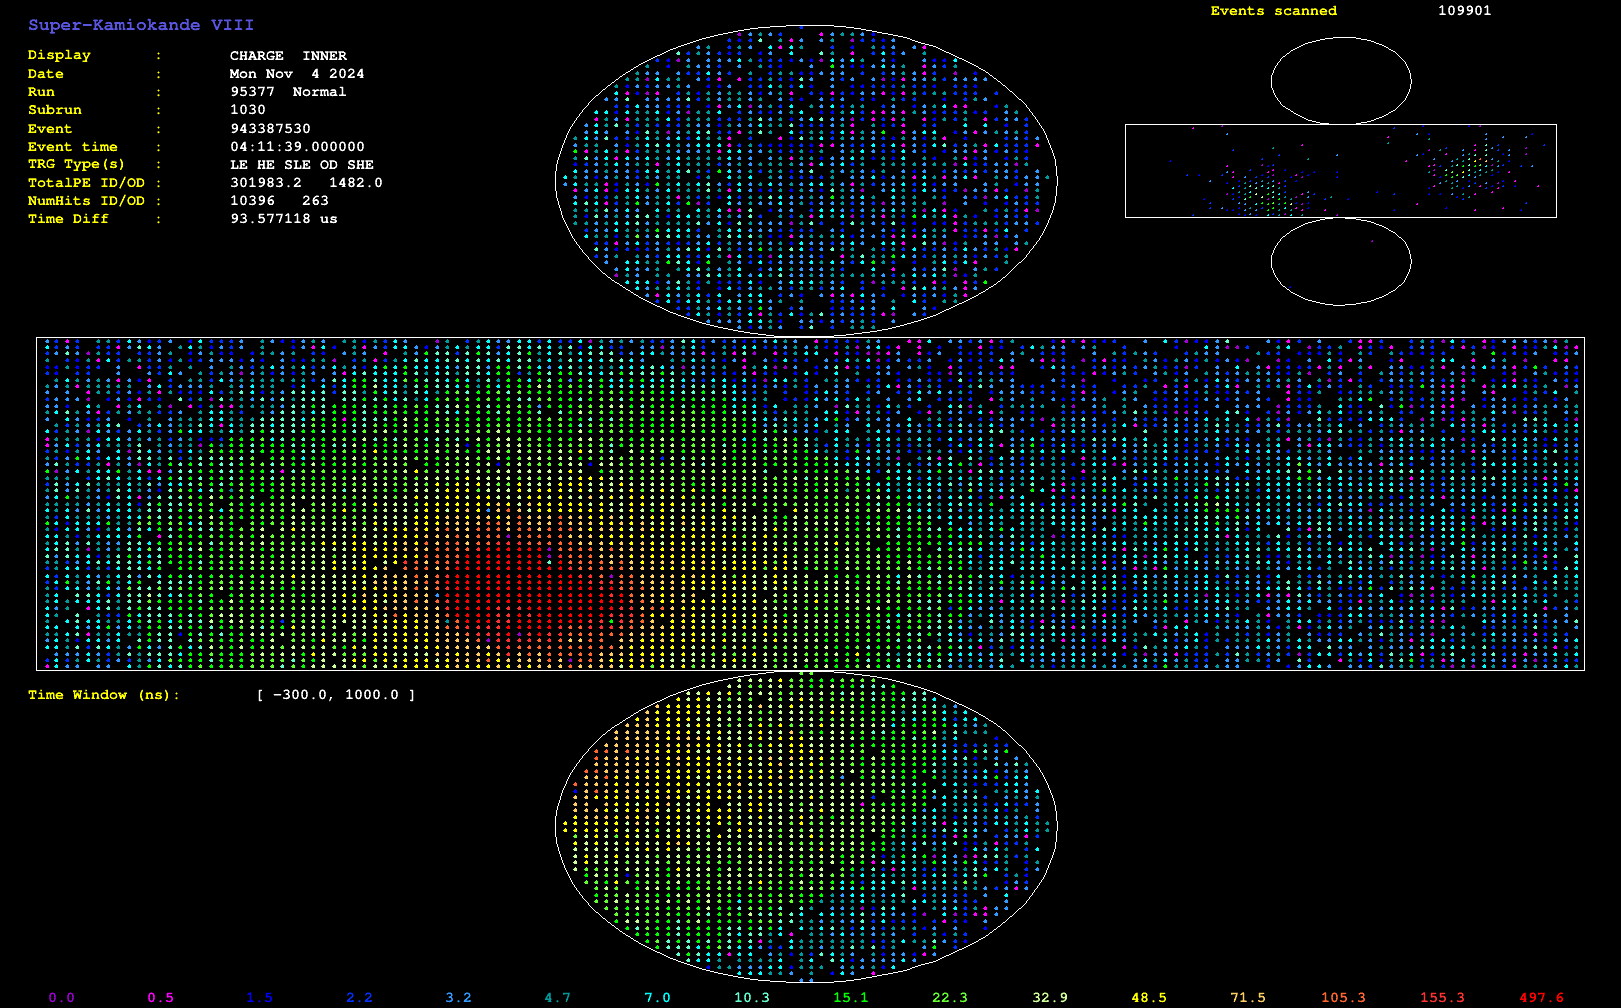 Super-Kamiokande VIII
Events scanned 109901
Display : CHARGE INNER
Date : Mon Nov 4 2024
Run : 95377 Normal
Subrun : 1030
Event : 943387530
Event time : 04:11:39.000000
TRG Type(s) : LE HE SLE OD SHE
TotalPE ID/OD : 301983.2 1482.0
NumHits ID/OD : 10396 263
Time Diff : 93.577118 us
Time Window (ns): [ −300.0, 1000.0 ]
0.0 0.5 1.5 2.2 3.2 4.7 7.0 10.3 15.1 22.3 32.9 48.5 71.5 105.3 155.3 497.6